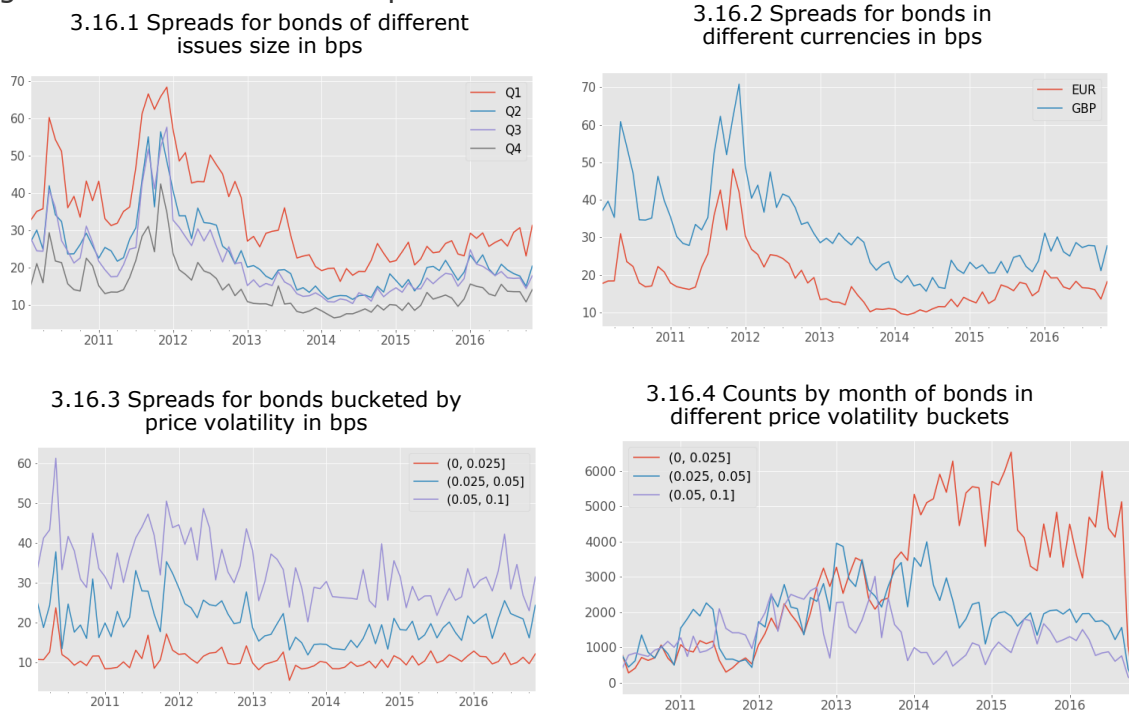 3.16.1 Spreads for bonds of different
issues size in bps
70
60
50
40
30
20
10
Q1
Q2
Q3
Q4
2011 2012 2013 2014 2015 2016
3.16.2 Spreads for bonds in
different currencies in bps
70
60
50
40
30
20
10
EUR
GBP
2011 2012 2013 2014 2015 2016
3.16.3 Spreads for bonds bucketed by
price volatility in bps
60
50
40
30
20
10
(0, 0.025]
(0.025, 0.05]
(0.05, 0.1]
2011 2012 2013 2014 2015 2016
3.16.4 Counts by month of bonds in
different price volatility buckets
6000
5000
4000
3000
2000
1000
0
(0, 0.025]
(0.025, 0.05]
(0.05, 0.1]
2011 2012 2013 2014 2015 2016